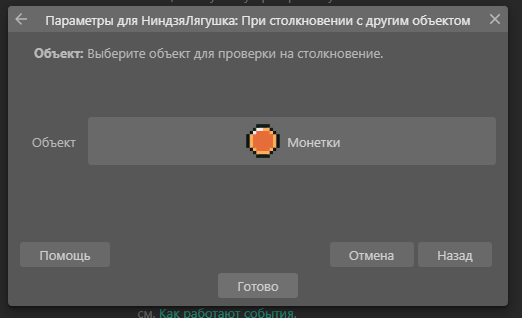 Параметры для НиндзяЛягушка: При столкновении с другим объектом
Объект: Выберите объект для проверки на столкновение.
Объект
Монетки
Помощь
Отмена
Назад
Готово
см. Как работают события.